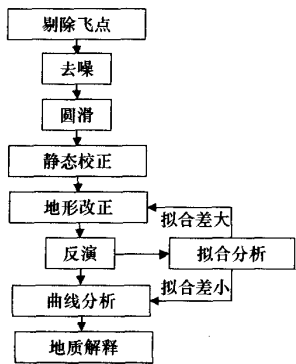 剔除飞点
去噪
圆滑
静态校正
地形改正
拟合差大
反演
拟合分析
拟合差小
曲线分析
地质解释